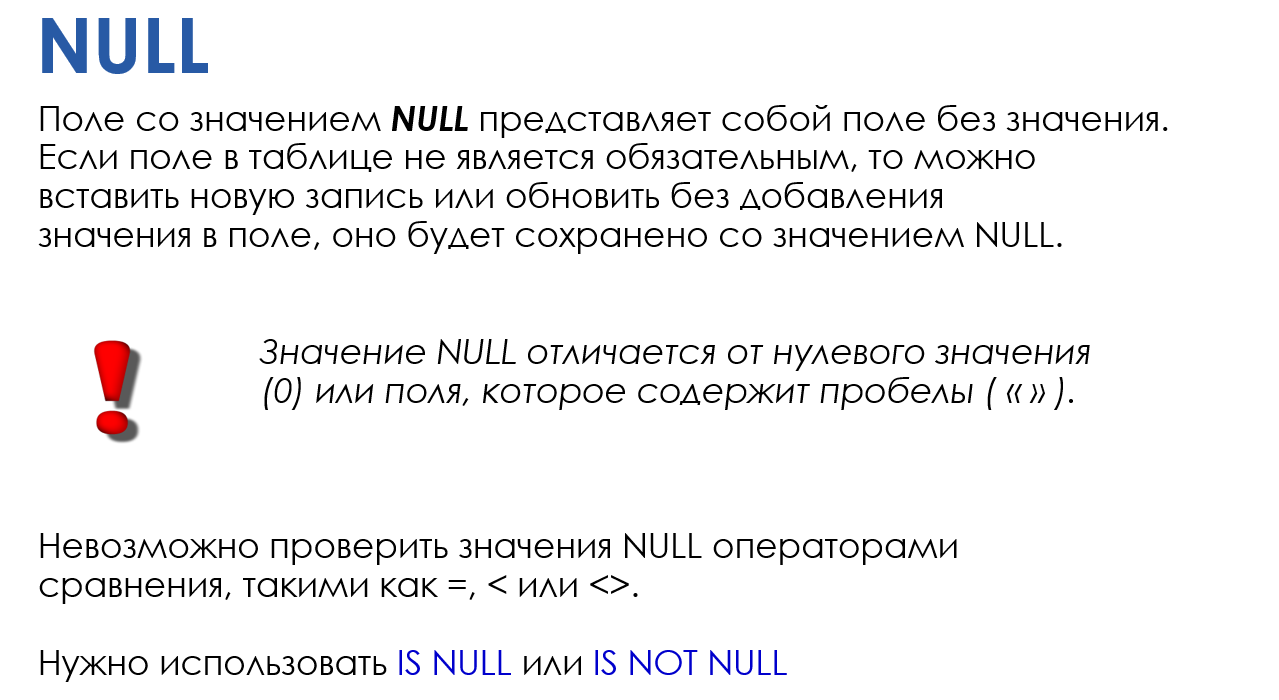 NULL
Поле со значением NULL представляет собой поле без значения.
Если поле в таблице не является обязательным, то можно
вставить новую запись или обновить без добавления
значения в поле, оно будет сохранено со значением NULL.
Значение NULL отличается от нулевого значения
(0) или поля, которое содержит пробелы ( « » ).
Невозможно проверить значения NULL операторами
сравнения, такими как =, < или <>.
Нужно использовать IS NULL или IS NOT NULL